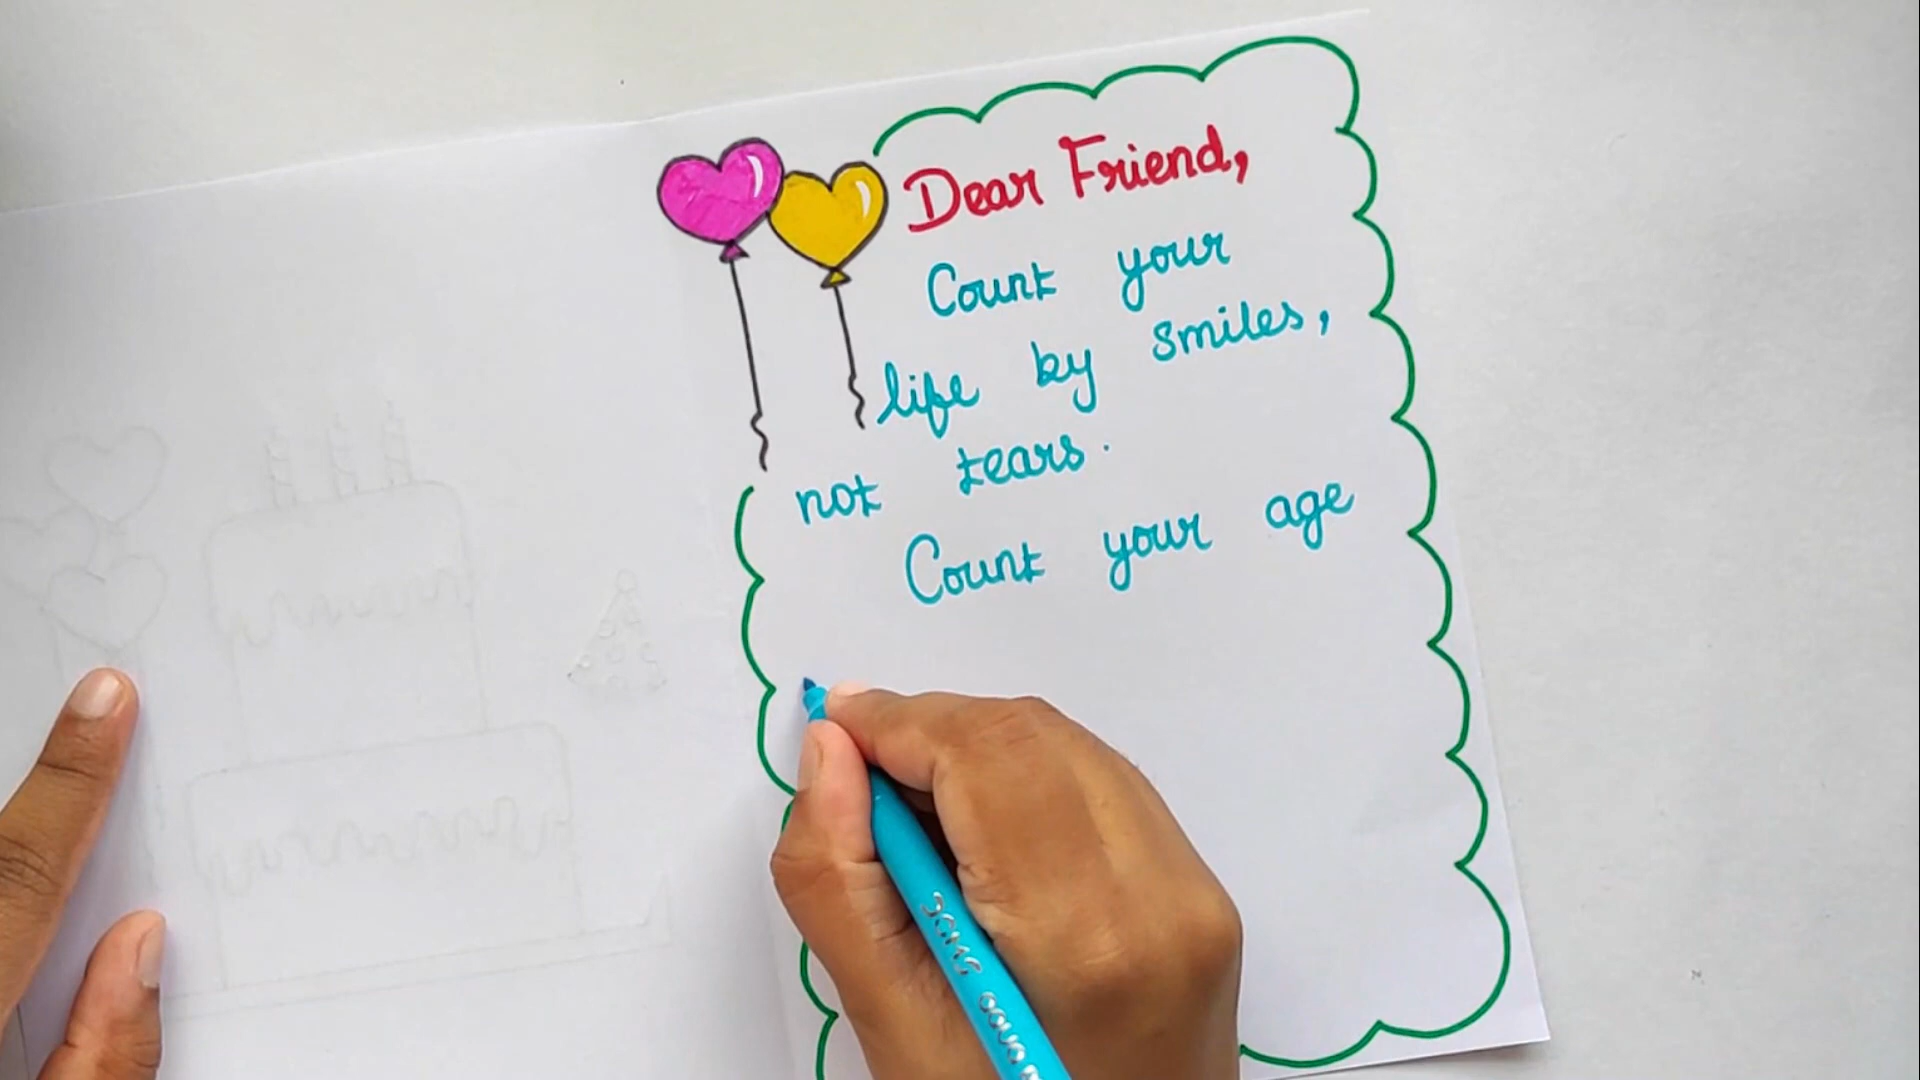 Dear Friend,
Count your
life by smiles,
not tears.
Count your age